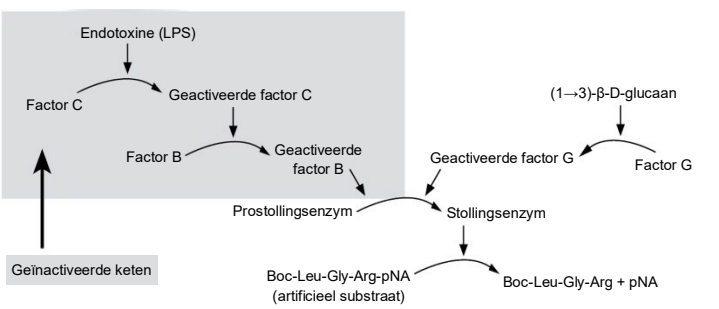 Endotoxine (LPS)
Factor C
Geactiveerde factor C
(1→3)-β-D-glucaan
Factor B
Geactiveerde
factor B
Geactiveerde factor G
Factor G
Prostollingsenzym
Stollingsenzym
Geïnactiveerde keten
Boc-Leu-Gly-Arg-pNA
(artificieel substraat)
Boc-Leu-Gly-Arg + pNA